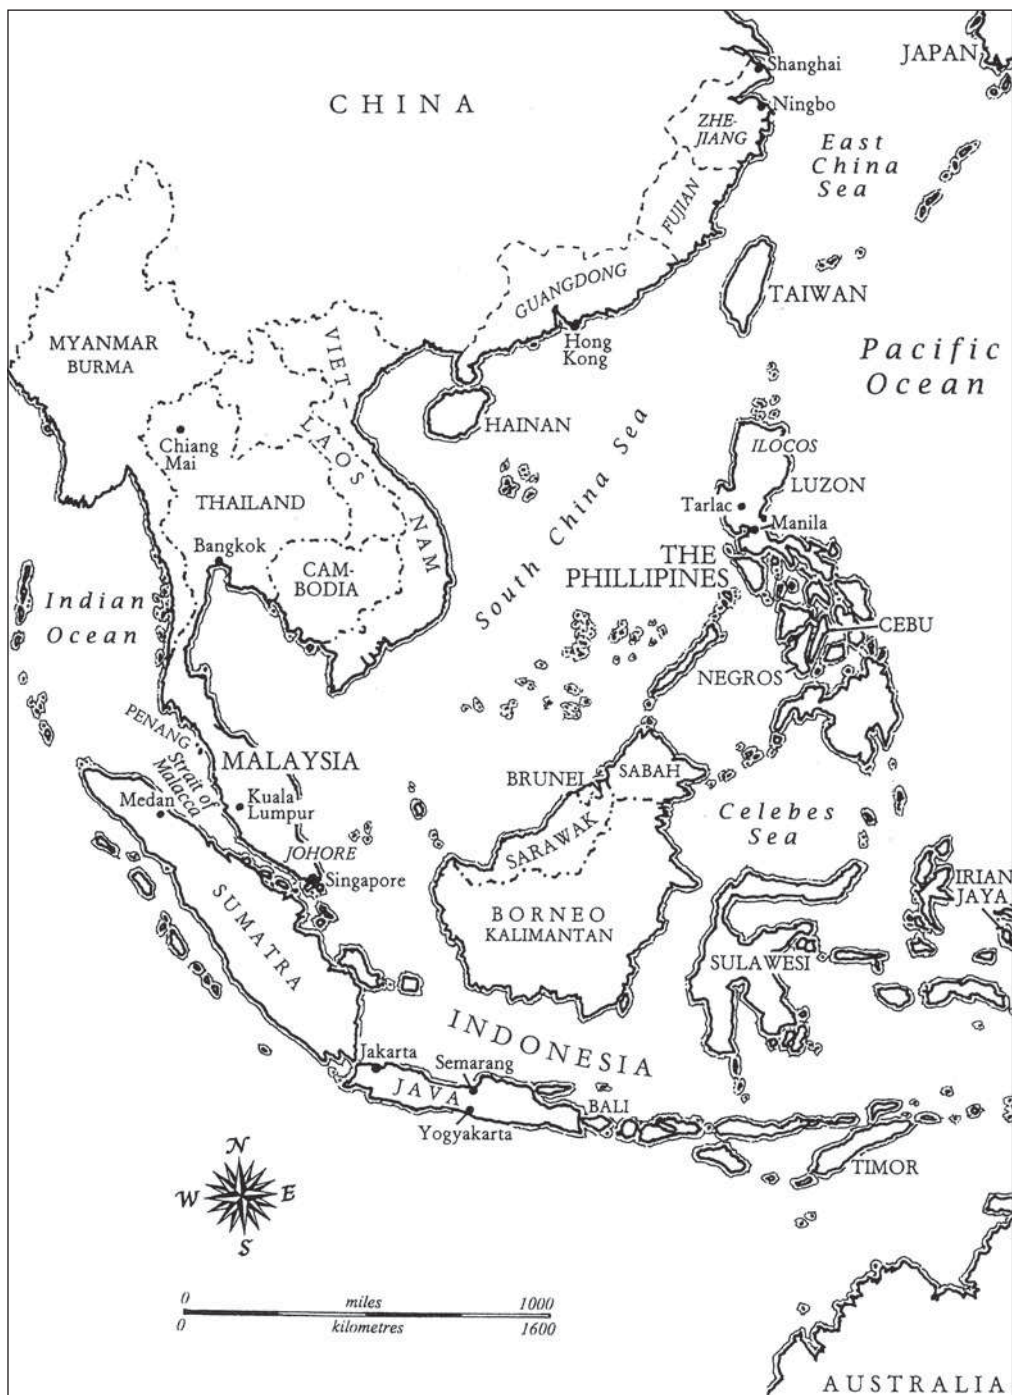 JAPAN
Shanghai
CHINA
Ningbo
ZHE-
JIANG
East
China
Sea
FUJIAN
GUANGDONG
TAIWAN
MYANMAR
BURMA
VIET
NAM
Hong
Kong
Pacific
Ocean
HAINAN
Chiang
Mai
LAOS
ILOCOS
LUZON
THAILAND
Tarlac
Manila
South China Sea
Bangkok
CAM-
BODIA
THE
PHILLIPINES
Indian
Ocean
CEBU
NEGROS
PENANG
MALAYSIA
Strait of
Malacca
BRUNEI
SABAH
Medan
Kuala
Lumpur
Celebes
Sea
SARAWAK
JOHORE
Singapore
IRIAN
JAYA
SUMATRA
BORNEO
KALIMANTAN
SULAWESI
INDONESIA
Jakarta
Semarang
JAVA
BALI
Yogyakarta
TIMOR
N
W
E
S
0 miles 1000
0 kilometres 1600
AUSTRALIA